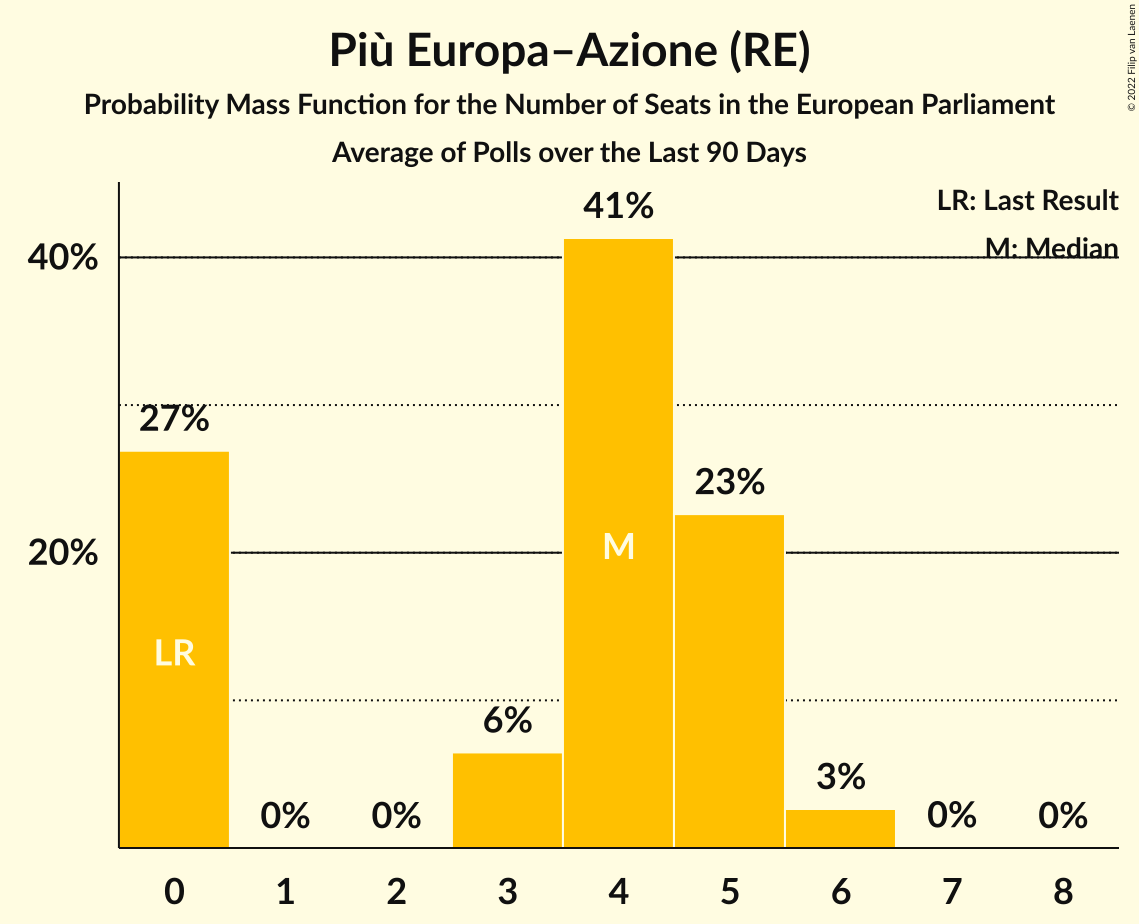 Più Europa–Azione (RE)
Probability Mass Function for the Number of Seats in the European Parliament
Average of Polls over the Last 90 Days
© 2022 Filip van Laenen
LR: Last Result
M: Median
41%
40%
27%
23%
M
20%
LR
6%
3%
0%
0%
0%
0%
0 1 2 3 4 5 6 7 8